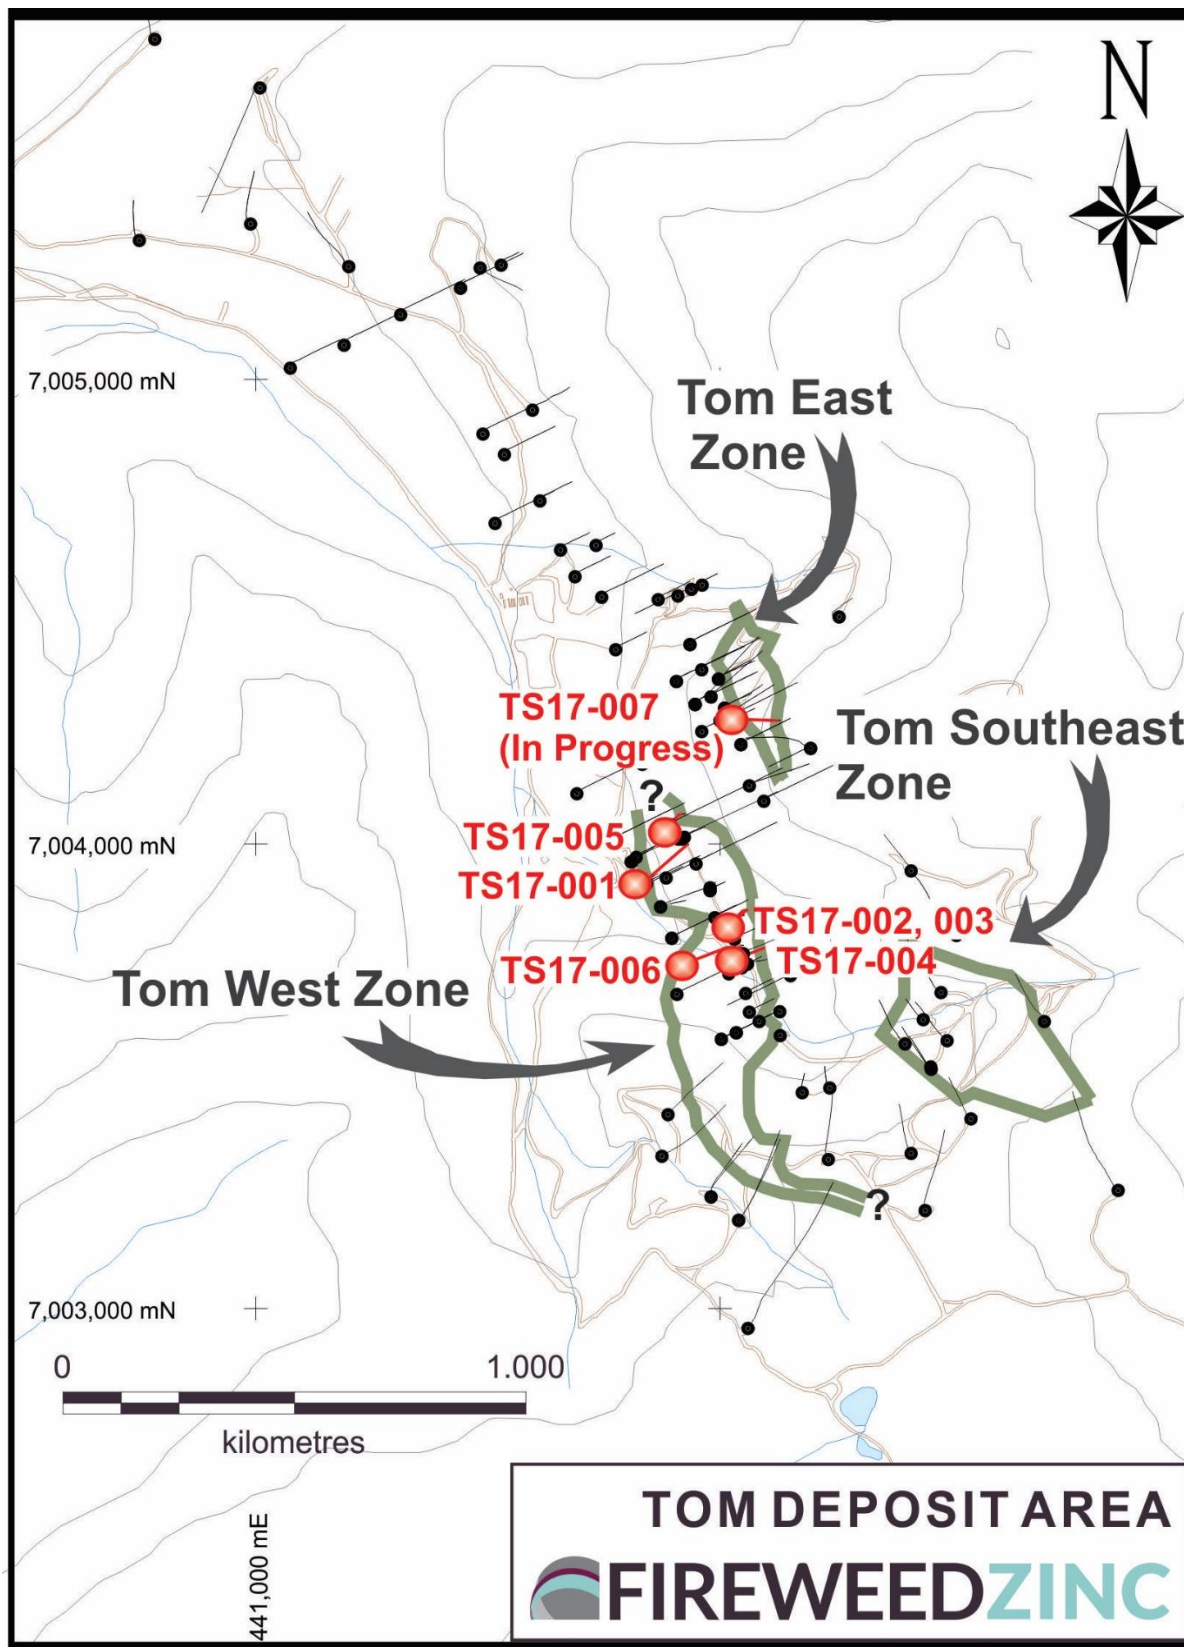 N
7,005,000 mN
Tom East
Zone
TS17-007
(In Progress)
Tom Southeast
Zone
?
TS17-005
7,004,000 mN
TS17-001
TS17-002, 003
TS17-004
TS17-006
Tom West Zone
?
7,003,000 mN
0
1.000
kilometres
441,000 mE
TOM DEPOSIT AREA
FIREWEEDZINC